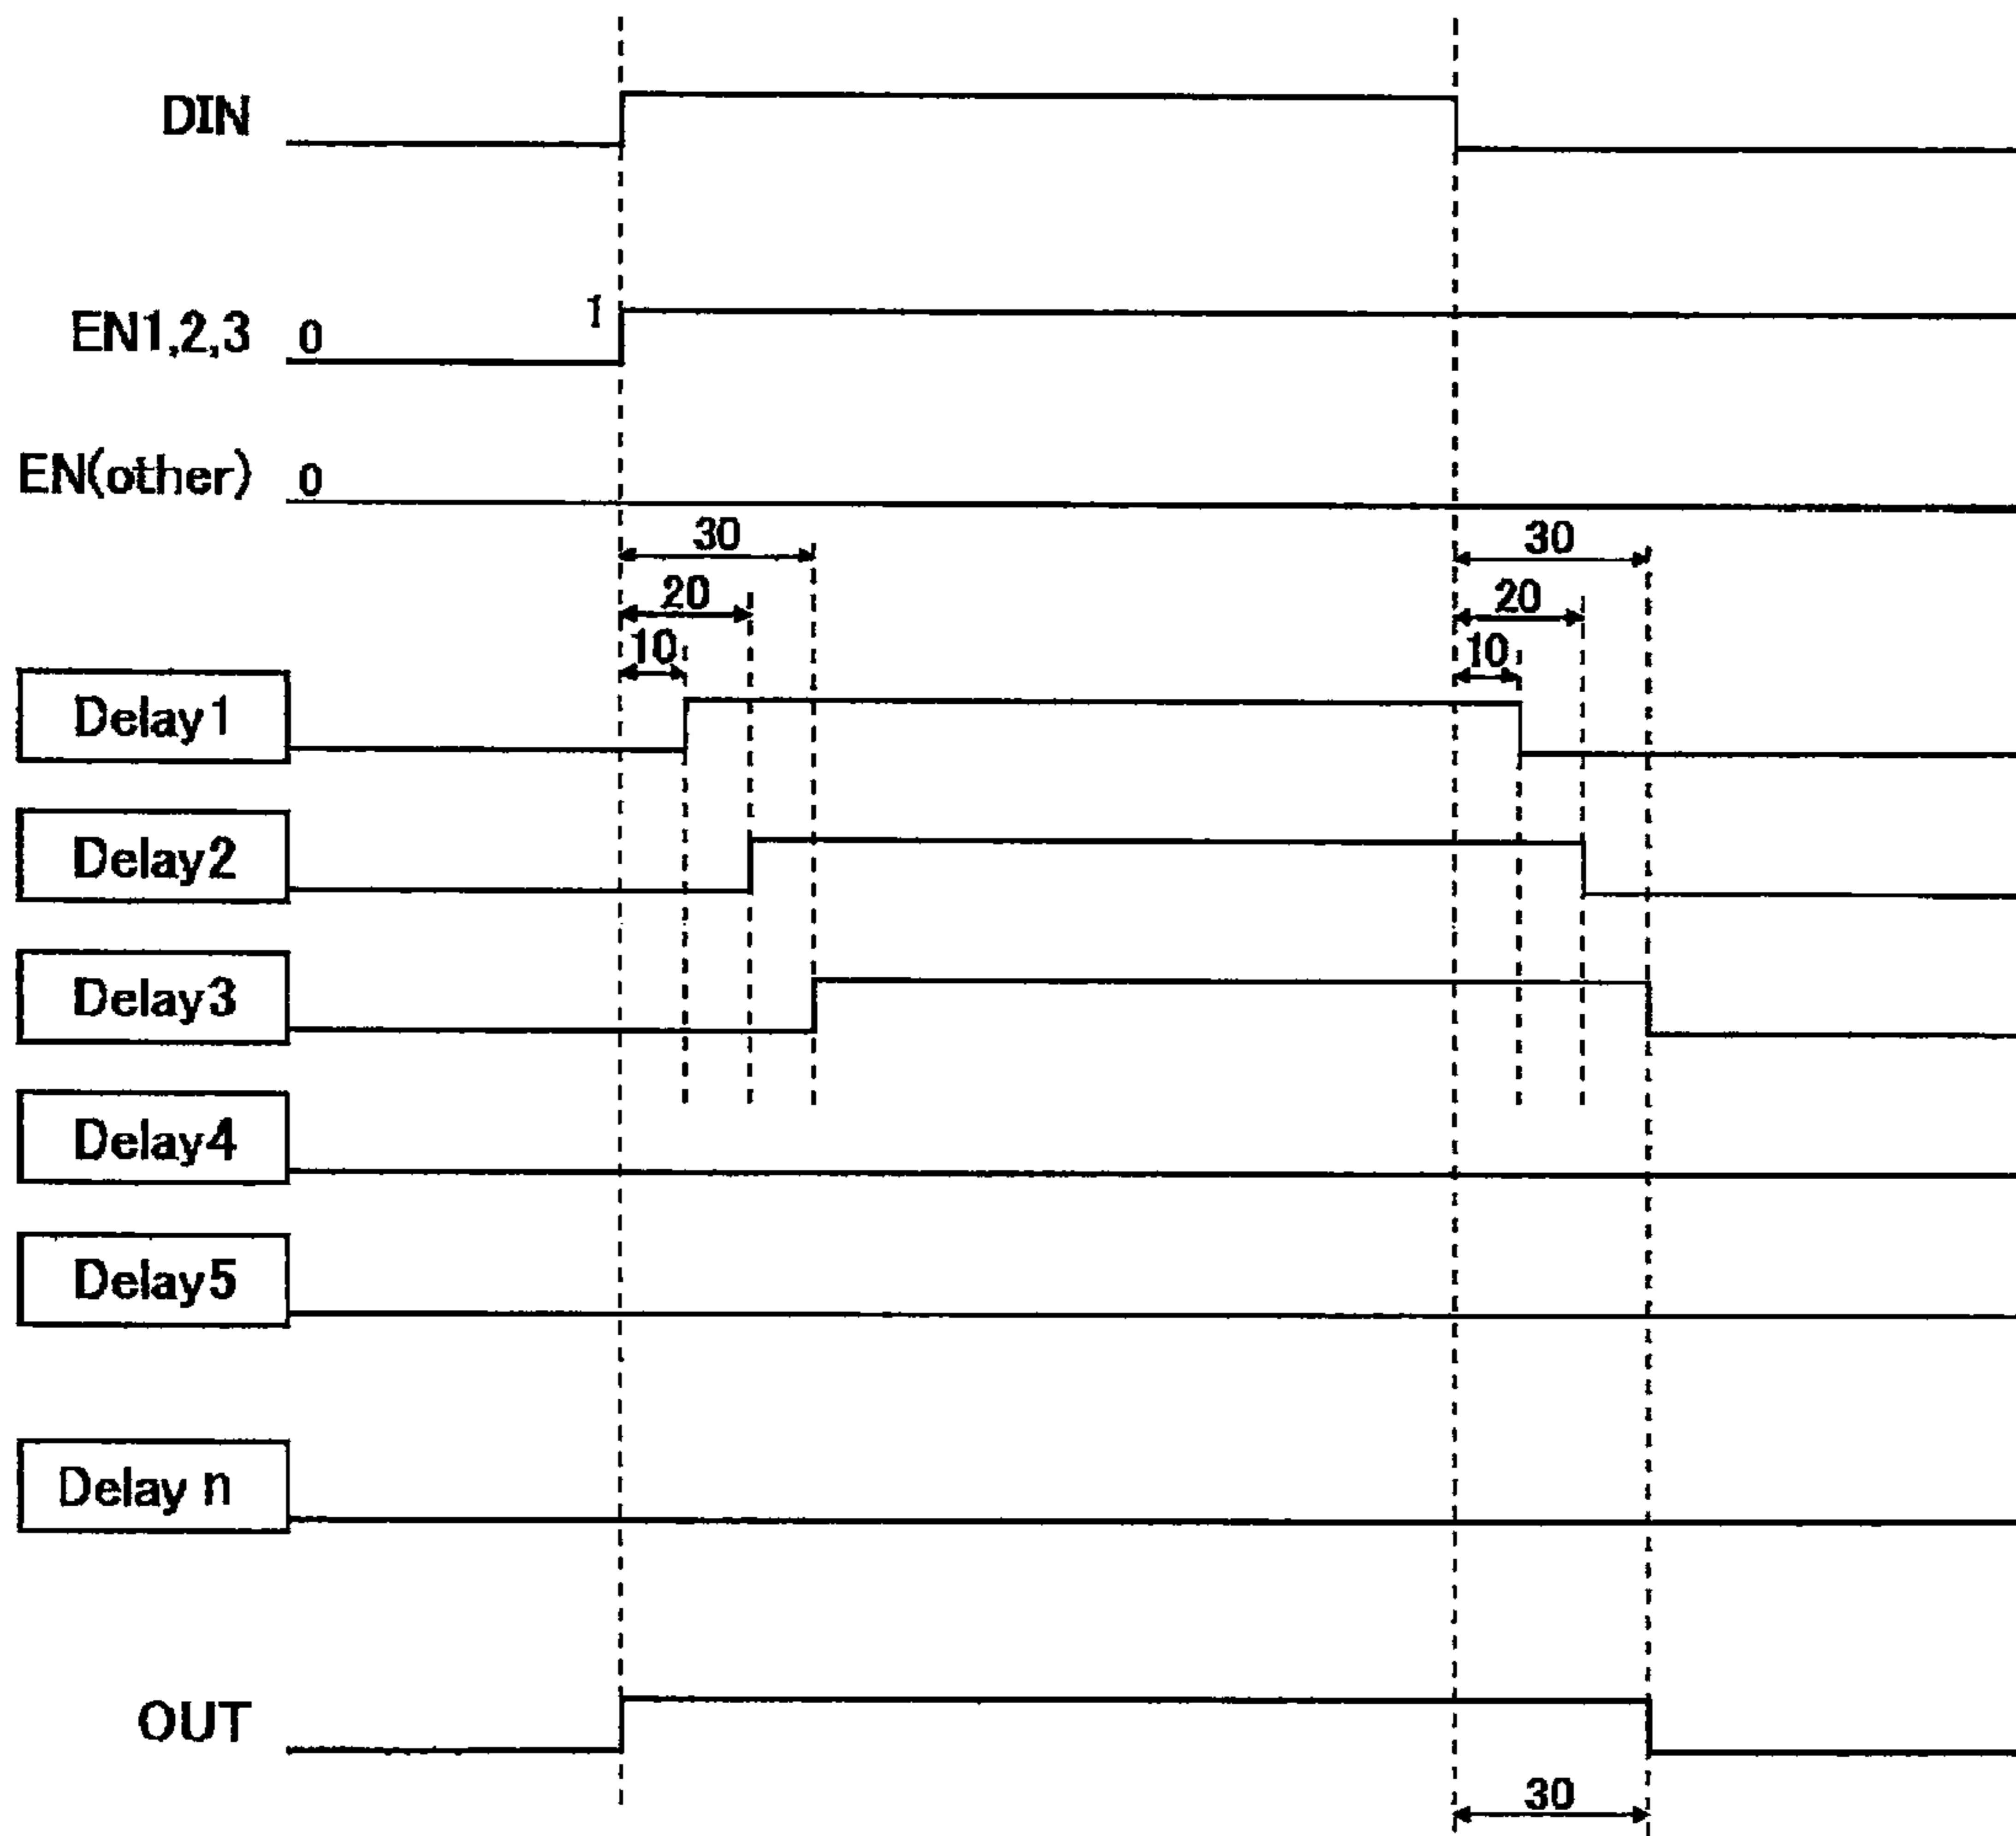 DIN
EN1,2,3 0 1
EN(other) 0
30 30
20 20
10 10
Delay1
Delay2
Delay3
Delay4
Delay5
Delay n
OUT
30